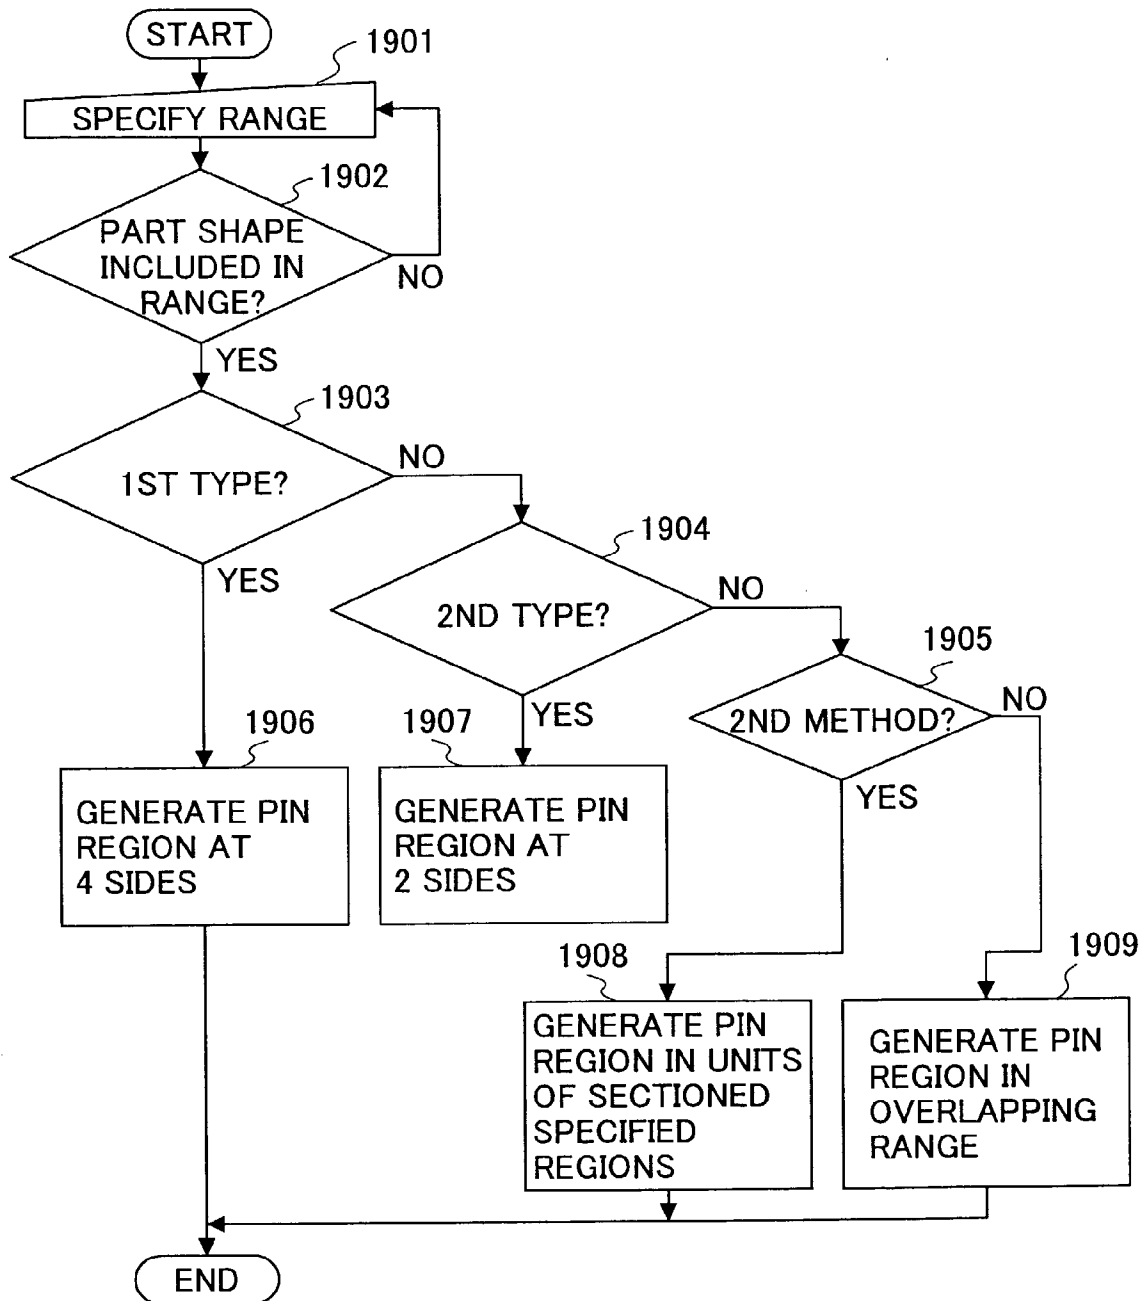 START
1901
SPECIFY RANGE
1902
PART SHAPE
INCLUDED IN
RANGE?
NO
YES
1903
1ST TYPE?
NO
YES
1904
2ND TYPE?
NO
YES
1905
2ND METHOD?
NO
YES
1906
GENERATE PIN
REGION AT
4 SIDES
1907
GENERATE PIN
REGION AT
2 SIDES
1908
GENERATE PIN
REGION IN UNITS
OF SECTIONED
SPECIFIED
REGIONS
1909
GENERATE PIN
REGION IN
OVERLAPPING
RANGE
END